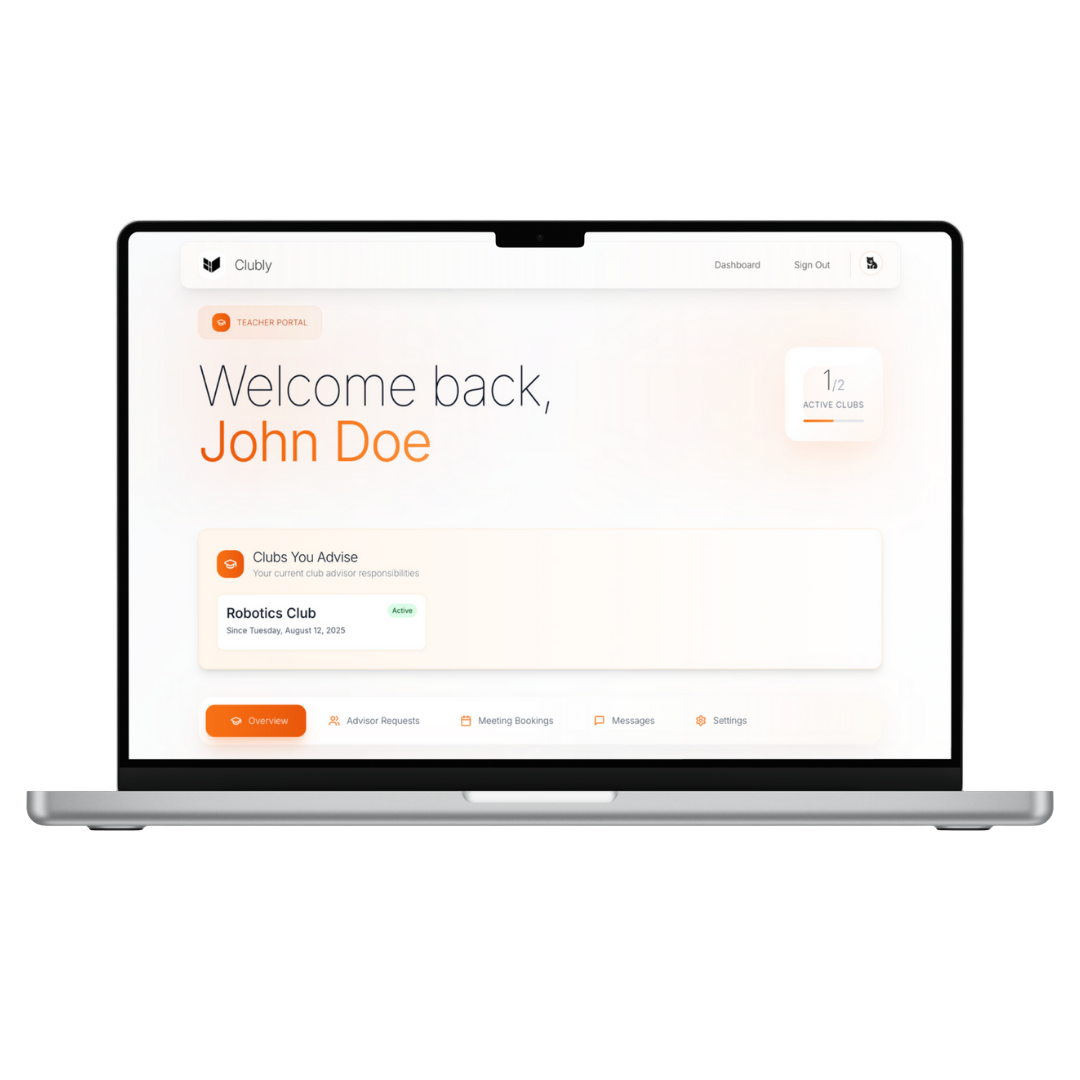 Clubly
Dashboard
Sign Out
TEACHER PORTAL
Welcome back,
John Doe
1/2
ACTIVE CLUBS
Clubs You Advise
Your current club advisor responsibilities
Robotics Club
Active
Since Tuesday, August 12, 2025
Overview
Advisor Requests
Meeting Bookings
Messages
Settings